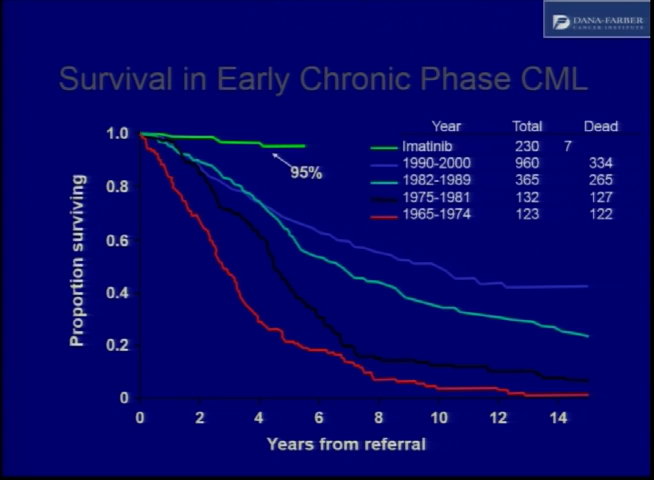 DANA-FARBER
CANCER INSTITUTE
Survival in Early Chronic Phase CML
Year Total Dead
Imatinib 230 7
1990-2000 960 334
1982-1989 365 265
1975-1981 132 127
1965-1974 123 122
95%
Proportion surviving
1.0
0.8
0.6
0.4
0.2
0
0 2 4 6 8 10 12 14
Years from referral